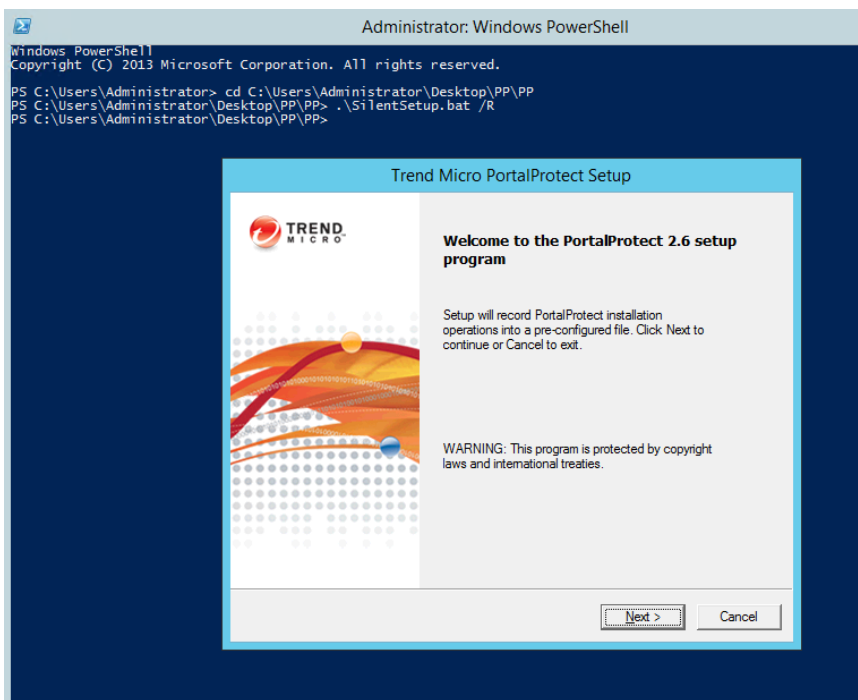 Administrator: Windows PowerShell
Windows PowerShell
Copyright (C) 2013 Microsoft Corporation. All rights reserved.
PS C:\Users\Administrator> cd C:\Users\Administrator\Desktop\PP\PP
PS C:\Users\Administrator\Desktop\PP\PP> .\SilentSetup.bat /R
PS C:\Users\Administrator\Desktop\PP\PP>
Trend Micro PortalProtect Setup
TREND
MICRO
Welcome to the PortalProtect 2.6 setup
program
Setup will record PortalProtect installation
operations into a pre-configured file. Click Next to
continue or Cancel to exit.
WARNING: This program is protected by copyright
laws and international treaties.
Next >
Cancel